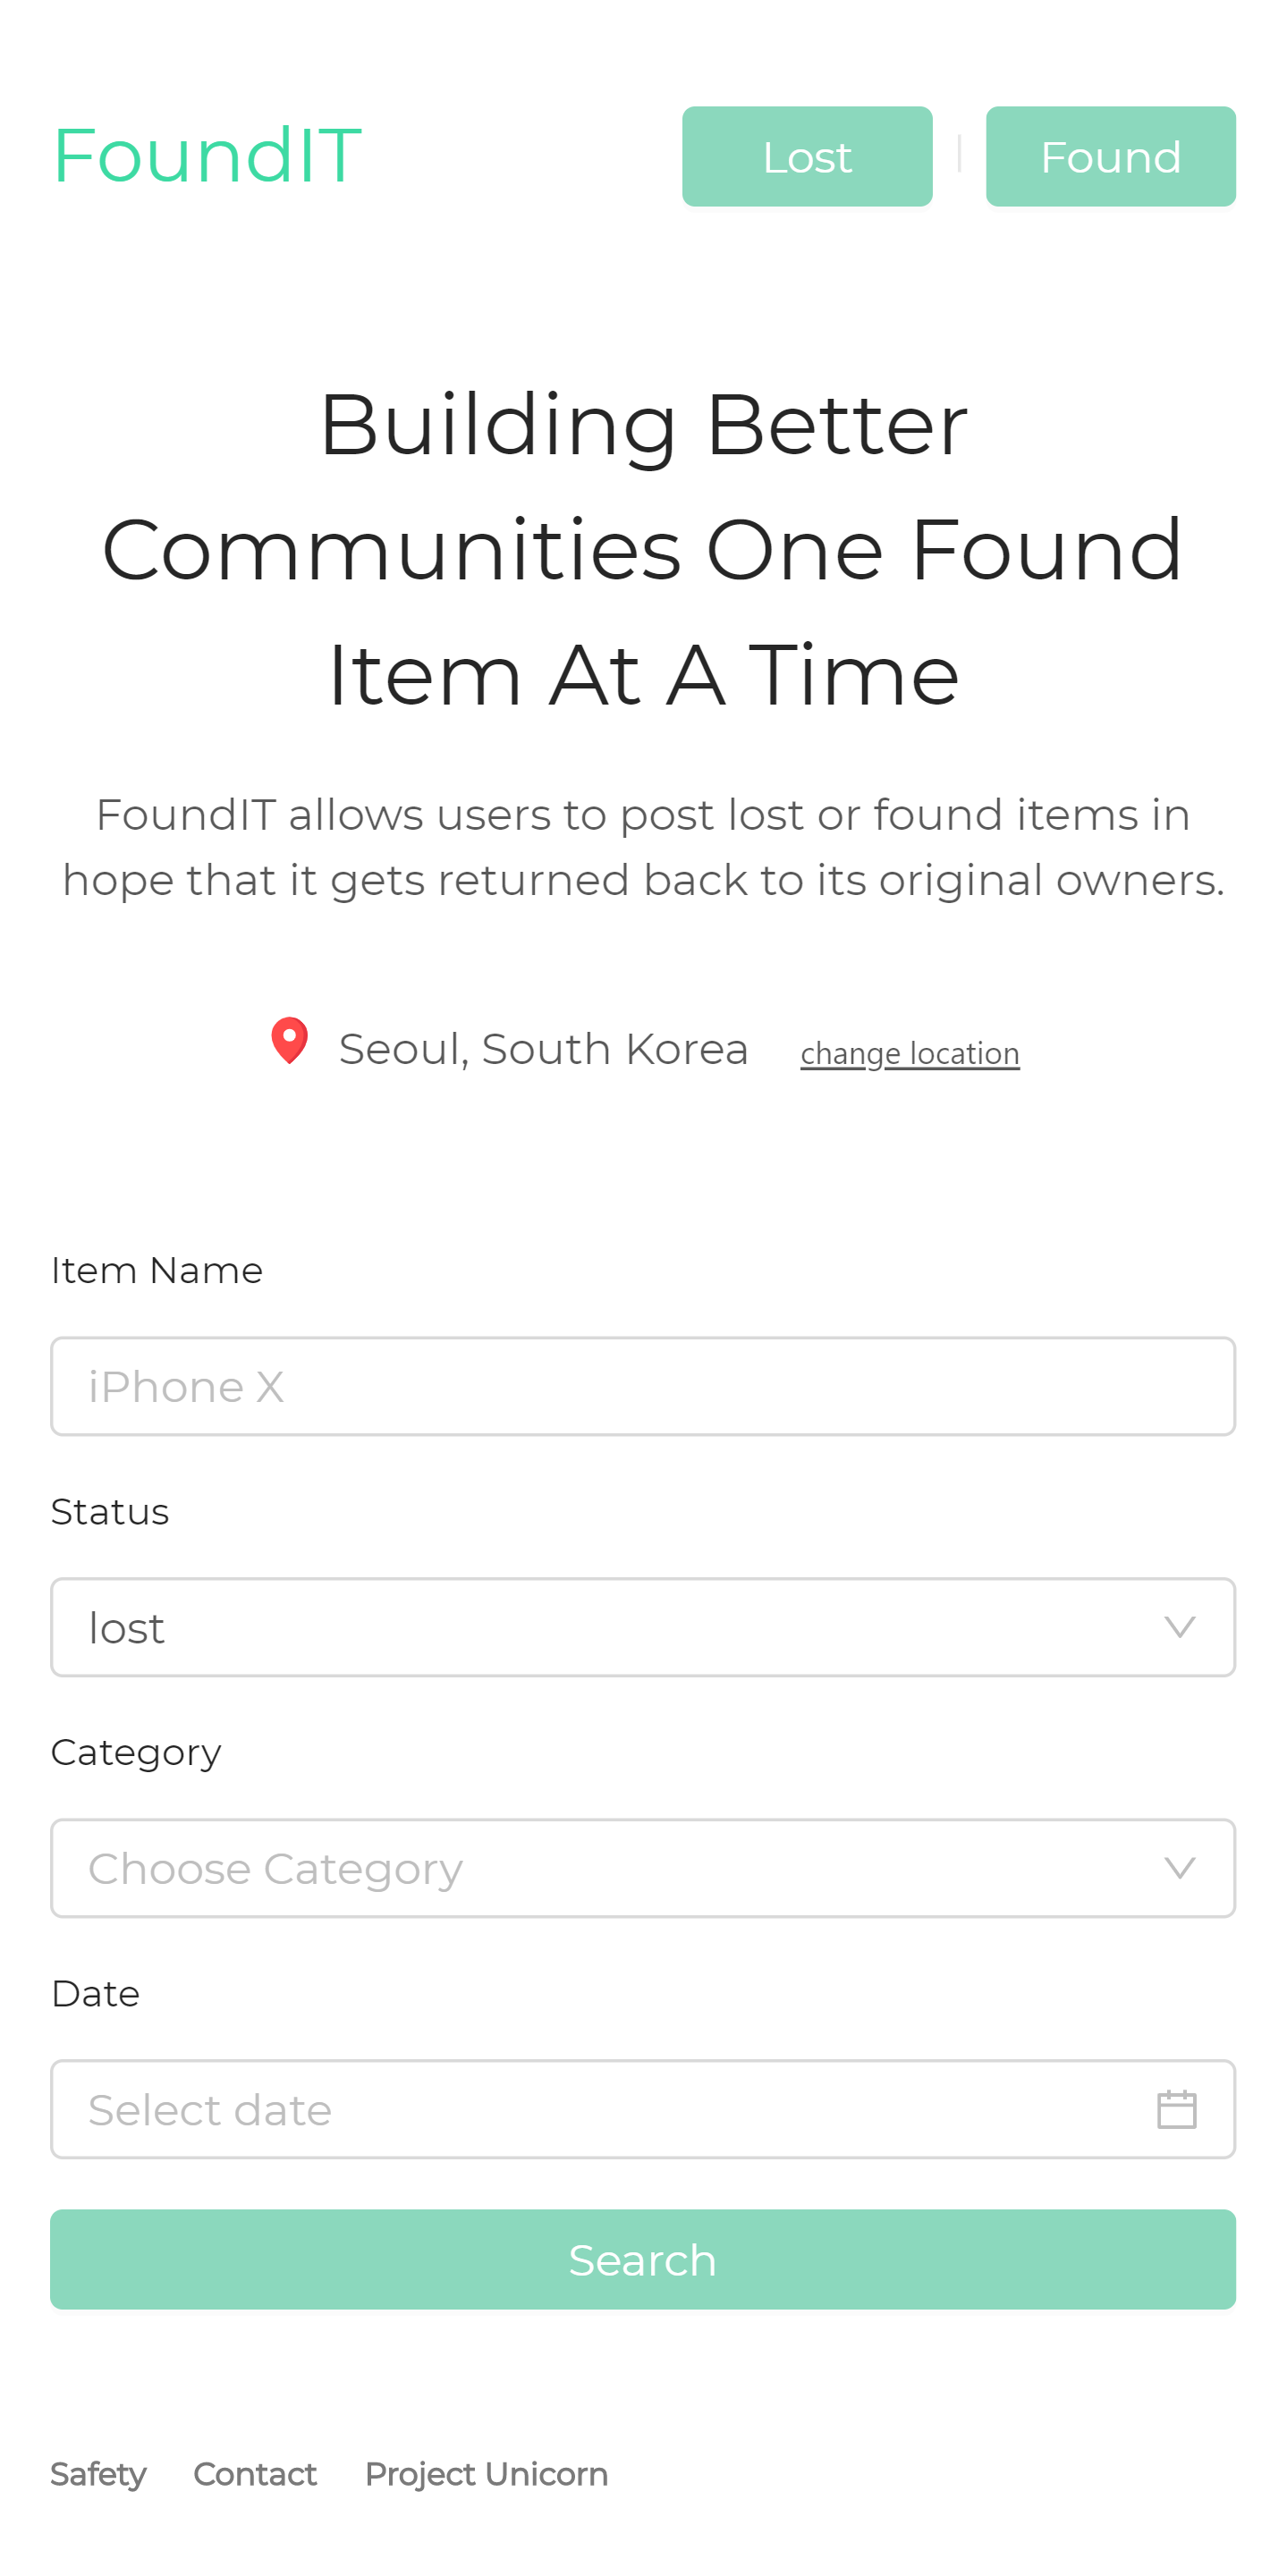 FoundIT
Lost
Found
Building Better
Communities One Found
Item At A Time
FoundIT allows users to post lost or found items in
hope that it gets returned back to its original owners.
Seoul, South Korea change location
Item Name
iPhone X
Status
lost
Category
Choose Category
Date
Select date
Search
Safety Contact Project Unicorn